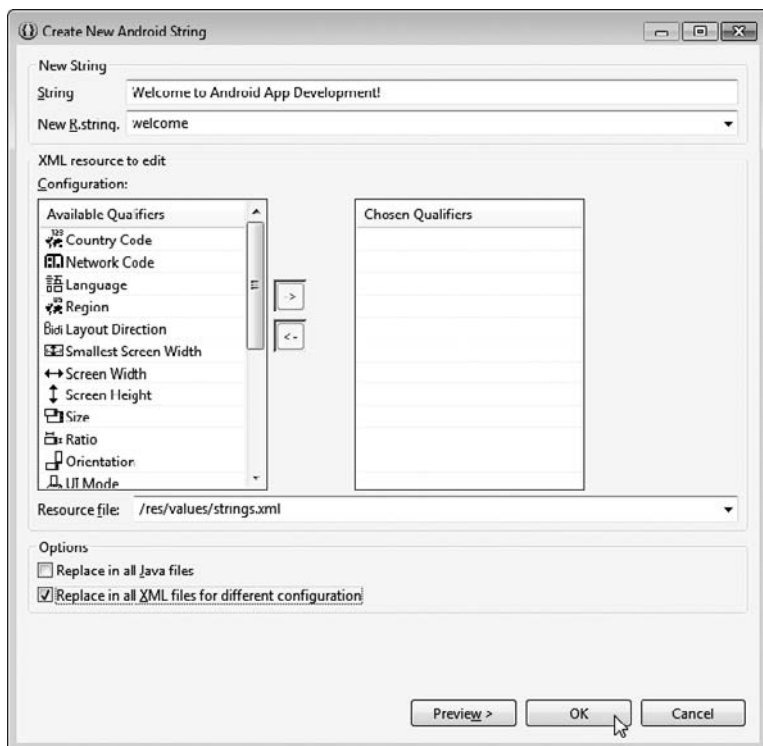 Create New Android String
New String
String Welcome to Android App Development!
New R.string. welcome
XML resource to edit
Configuration:
Available Qualifiers
Chosen Qualifiers
Country Code
Network Code
語 Language
Region
Bidi Layout Direction
Smallest Screen Width
Screen Width
Screen Height
Size
Ratio
Orientation
UI Mode
->
<-
Resource file: /res/values/strings.xml
Options
Replace in all Java files
Replace in all XML files for different configuration
Preview >
OK
Cancel